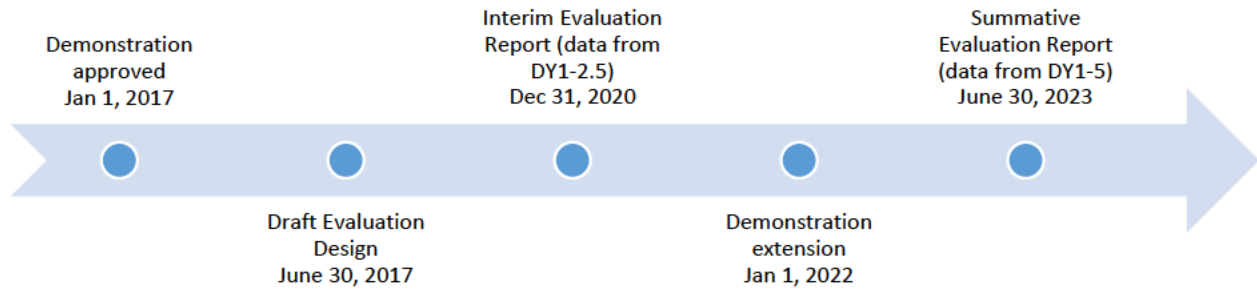 Demonstration
approved
Jan 1, 2017
Draft Evaluation
Design
June 30, 2017
Interim Evaluation
Report (data from
DY1-2.5)
Dec 31, 2020
Demonstration
extension
Jan 1, 2022
Summative
Evaluation Report
(data from DY1-5)
June 30, 2023